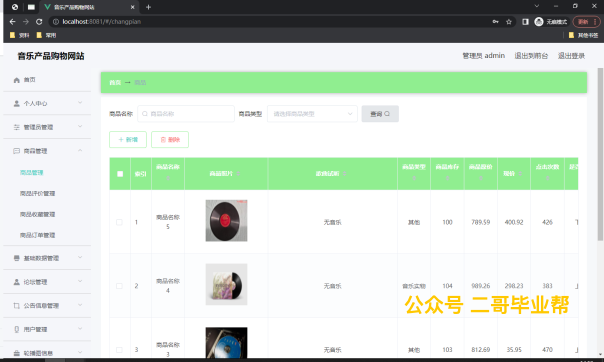 音乐产品购物网站
localhost:8081/#/changpian
无痕模式
更新
资料
常用
其他书签
音乐产品购物网站
管理员 admin
退出到前台
退出登录
首页
个人中心
管理员管理
商品管理
商品管理
商品评价管理
商品收藏管理
商品订单管理
基础数据管理
论坛管理
公告信息管理
用户管理
轮播图信息
首页
商品
商品名称
商品名称
商品类型
请选择商品类型
查询
+ 新增
删除
索引
商品名称
商品照片
商品类型
商品库存
商品原价
现价
点击次数
1
商品名称5
无音乐
其他
100
789.59
400.92
426
2
商品名称4
无音乐
音乐实物
104
989.26
298.23
383
3
商品名称3
无音乐
其他
103
812.69
35.95
470
公众号 二哥毕业帮